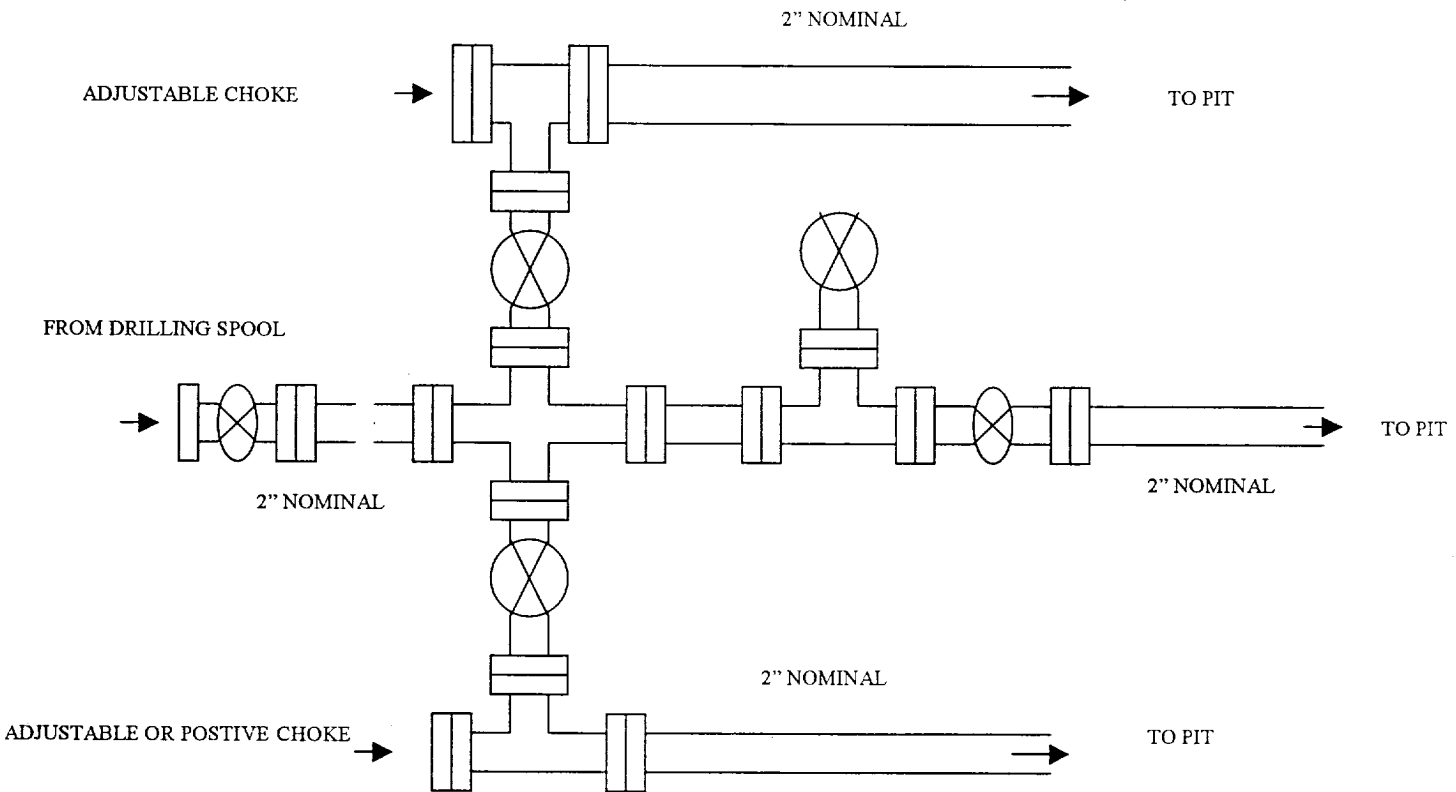 2” NOMINAL
ADJUSTABLE CHOKE
TO PIT
FROM DRILLING SPOOL
TO PIT
2” NOMINAL
2” NOMINAL
2” NOMINAL
ADJUSTABLE OR POSTIVE CHOKE
TO PIT